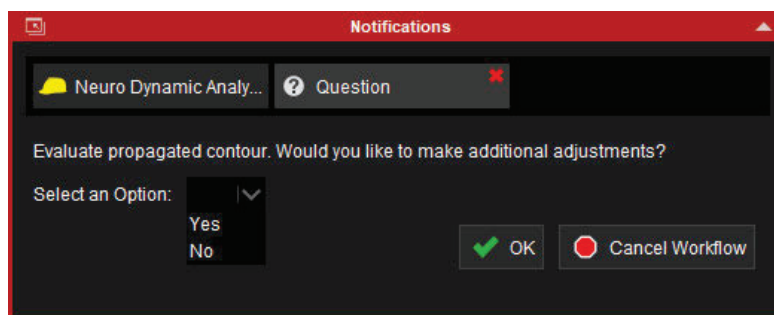 Notifications
Neuro Dynamic Analy... Question
Evaluate propagated contour. Would you like to make additional adjustments?
Select an Option:
Yes
No
OK Cancel Workflow